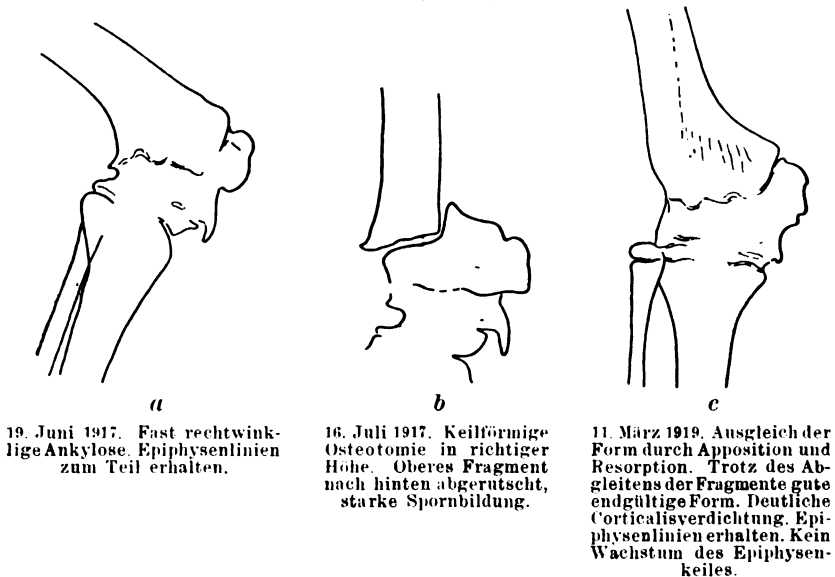 a
19. Juni 1917. Fast rechtwink-
lige Ankylose. Epiphysenlinien
zum Teil erhalten.
b
16. Juli 1917. Keilförmige
Osteotomie in richtiger
Höhe. Oberes Fragment
nach hinten abgerutscht,
starke Spornbildung.
c
11. März 1919. Ausgleich der
Form durch Apposition und
Resorption. Trotz des Ab-
gleitens der Fragmente gute
endgültige Form. Deutliche
Corticalisverdichtung. Epi-
physenlinien erhalten. Kein
Wachstum des Epiphysen-
keiles.